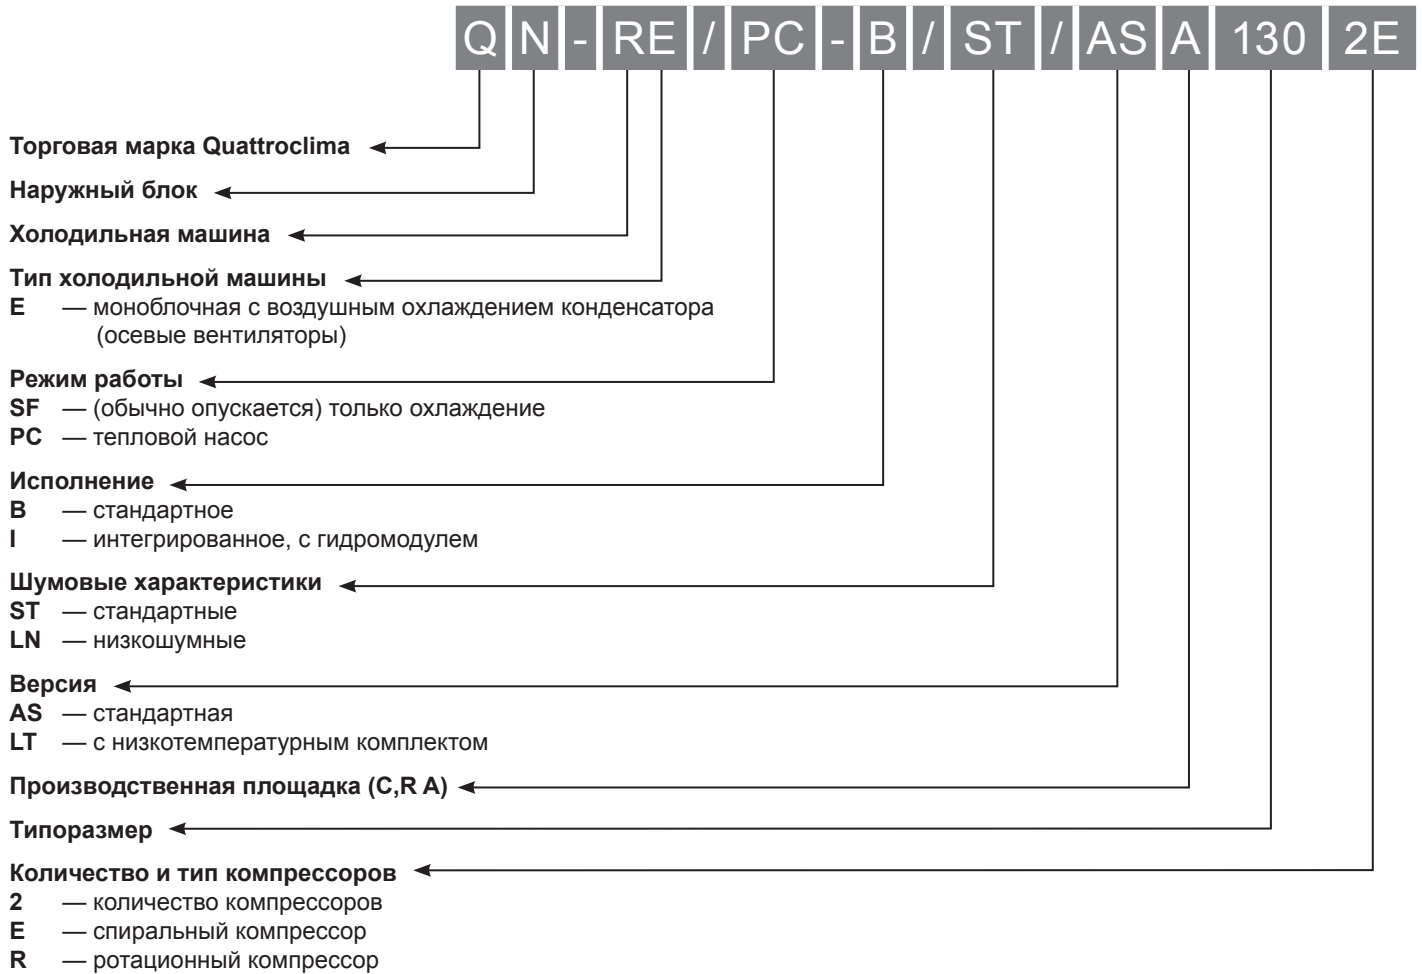 QN-RE/PC-B/ST/ASA 130 2E
Торговая марка Quattroclima
Наружный блок
Холодильная машина
Тип холодильной машины
E — моноблочная с воздушным охлаждением конденсатора
(осевые вентиляторы)
Режим работы
SF — (обычно опускается) только охлаждение
PC — тепловой насос
Исполнение
B — стандартное
I — интегрированное, с гидромодулем
Шумовые характеристики
ST — стандартные
LN — низкошумные
Версия
AS — стандартная
LT — с низкотемпературным комплектом
Производственная площадка (C,R A)
Типоразмер
Количество и тип компрессоров
2 — количество компрессоров
E — спиральный компрессор
R — ротационный компрессор